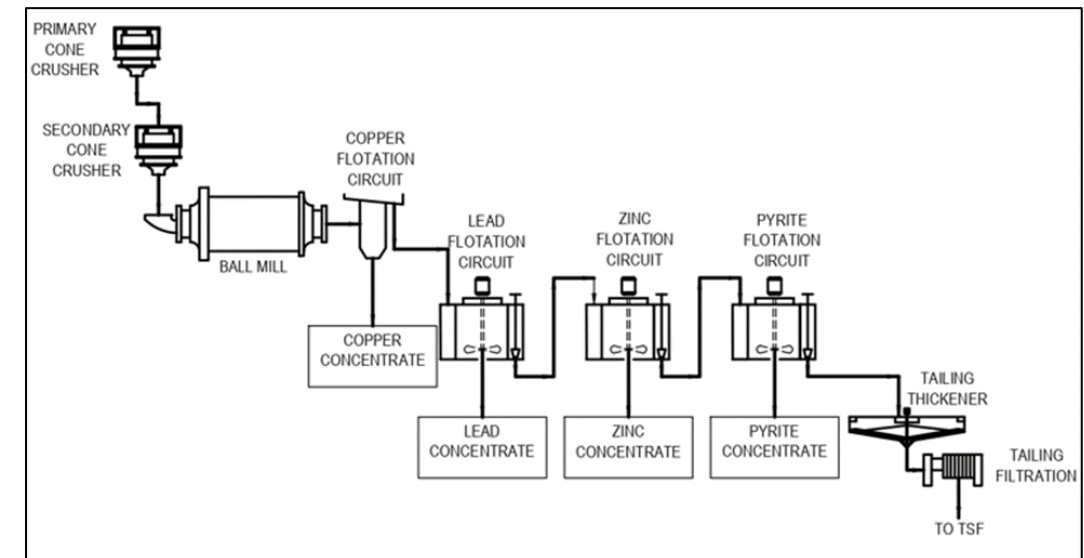 PRIMARY
CONE
CRUSHER
SECONDARY
CONE
CRUSHER
BALL MILL
COPPER
FLOTATION
CIRCUIT
COPPER
CONCENTRATE
LEAD
FLOTATION
CIRCUIT
LEAD
CONCENTRATE
ZINC
FLOTATION
CIRCUIT
ZINC
CONCENTRATE
PYRITE
FLOTATION
CIRCUIT
PYRITE
CONCENTRATE
TAILING
THICKENER
TAILING
FILTRATION
TO TSF